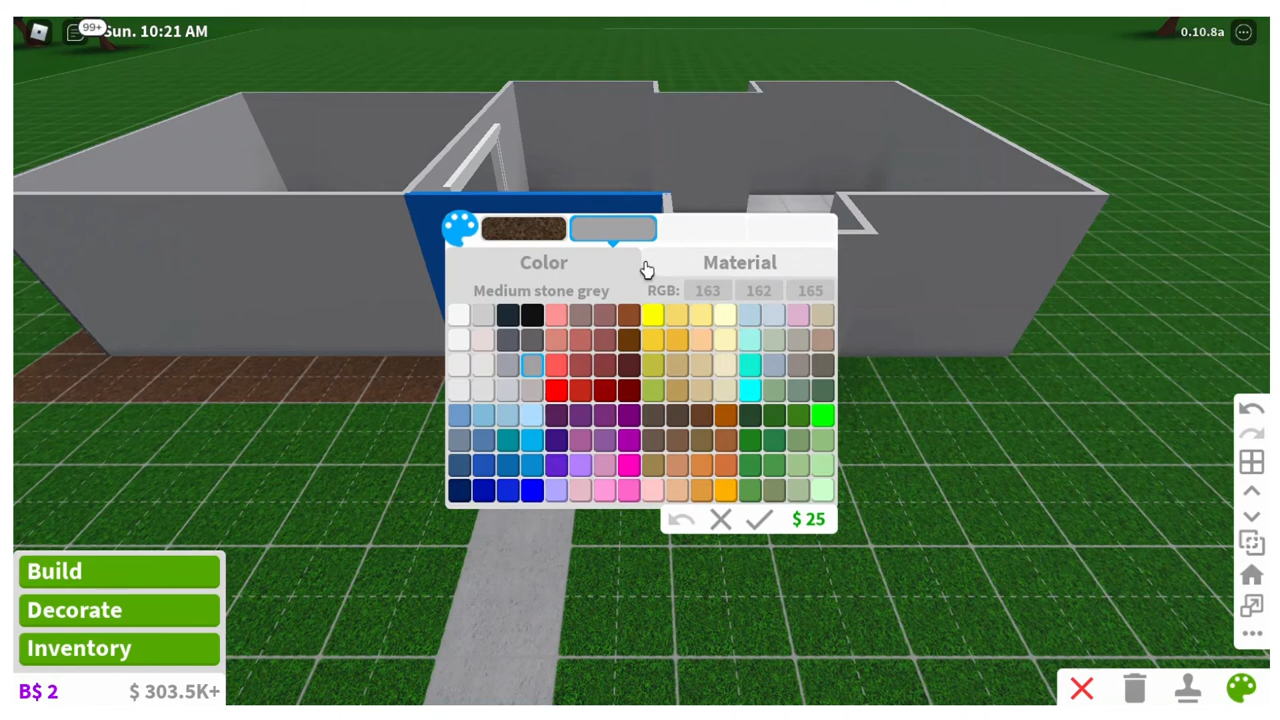 99+
Sun. 10:21 AM
0.10.8a
Color
Material
Medium stone grey
RGB: 163 162 165
$ 25
Build
Decorate
Inventory
B$ 2
$ 303.5K+